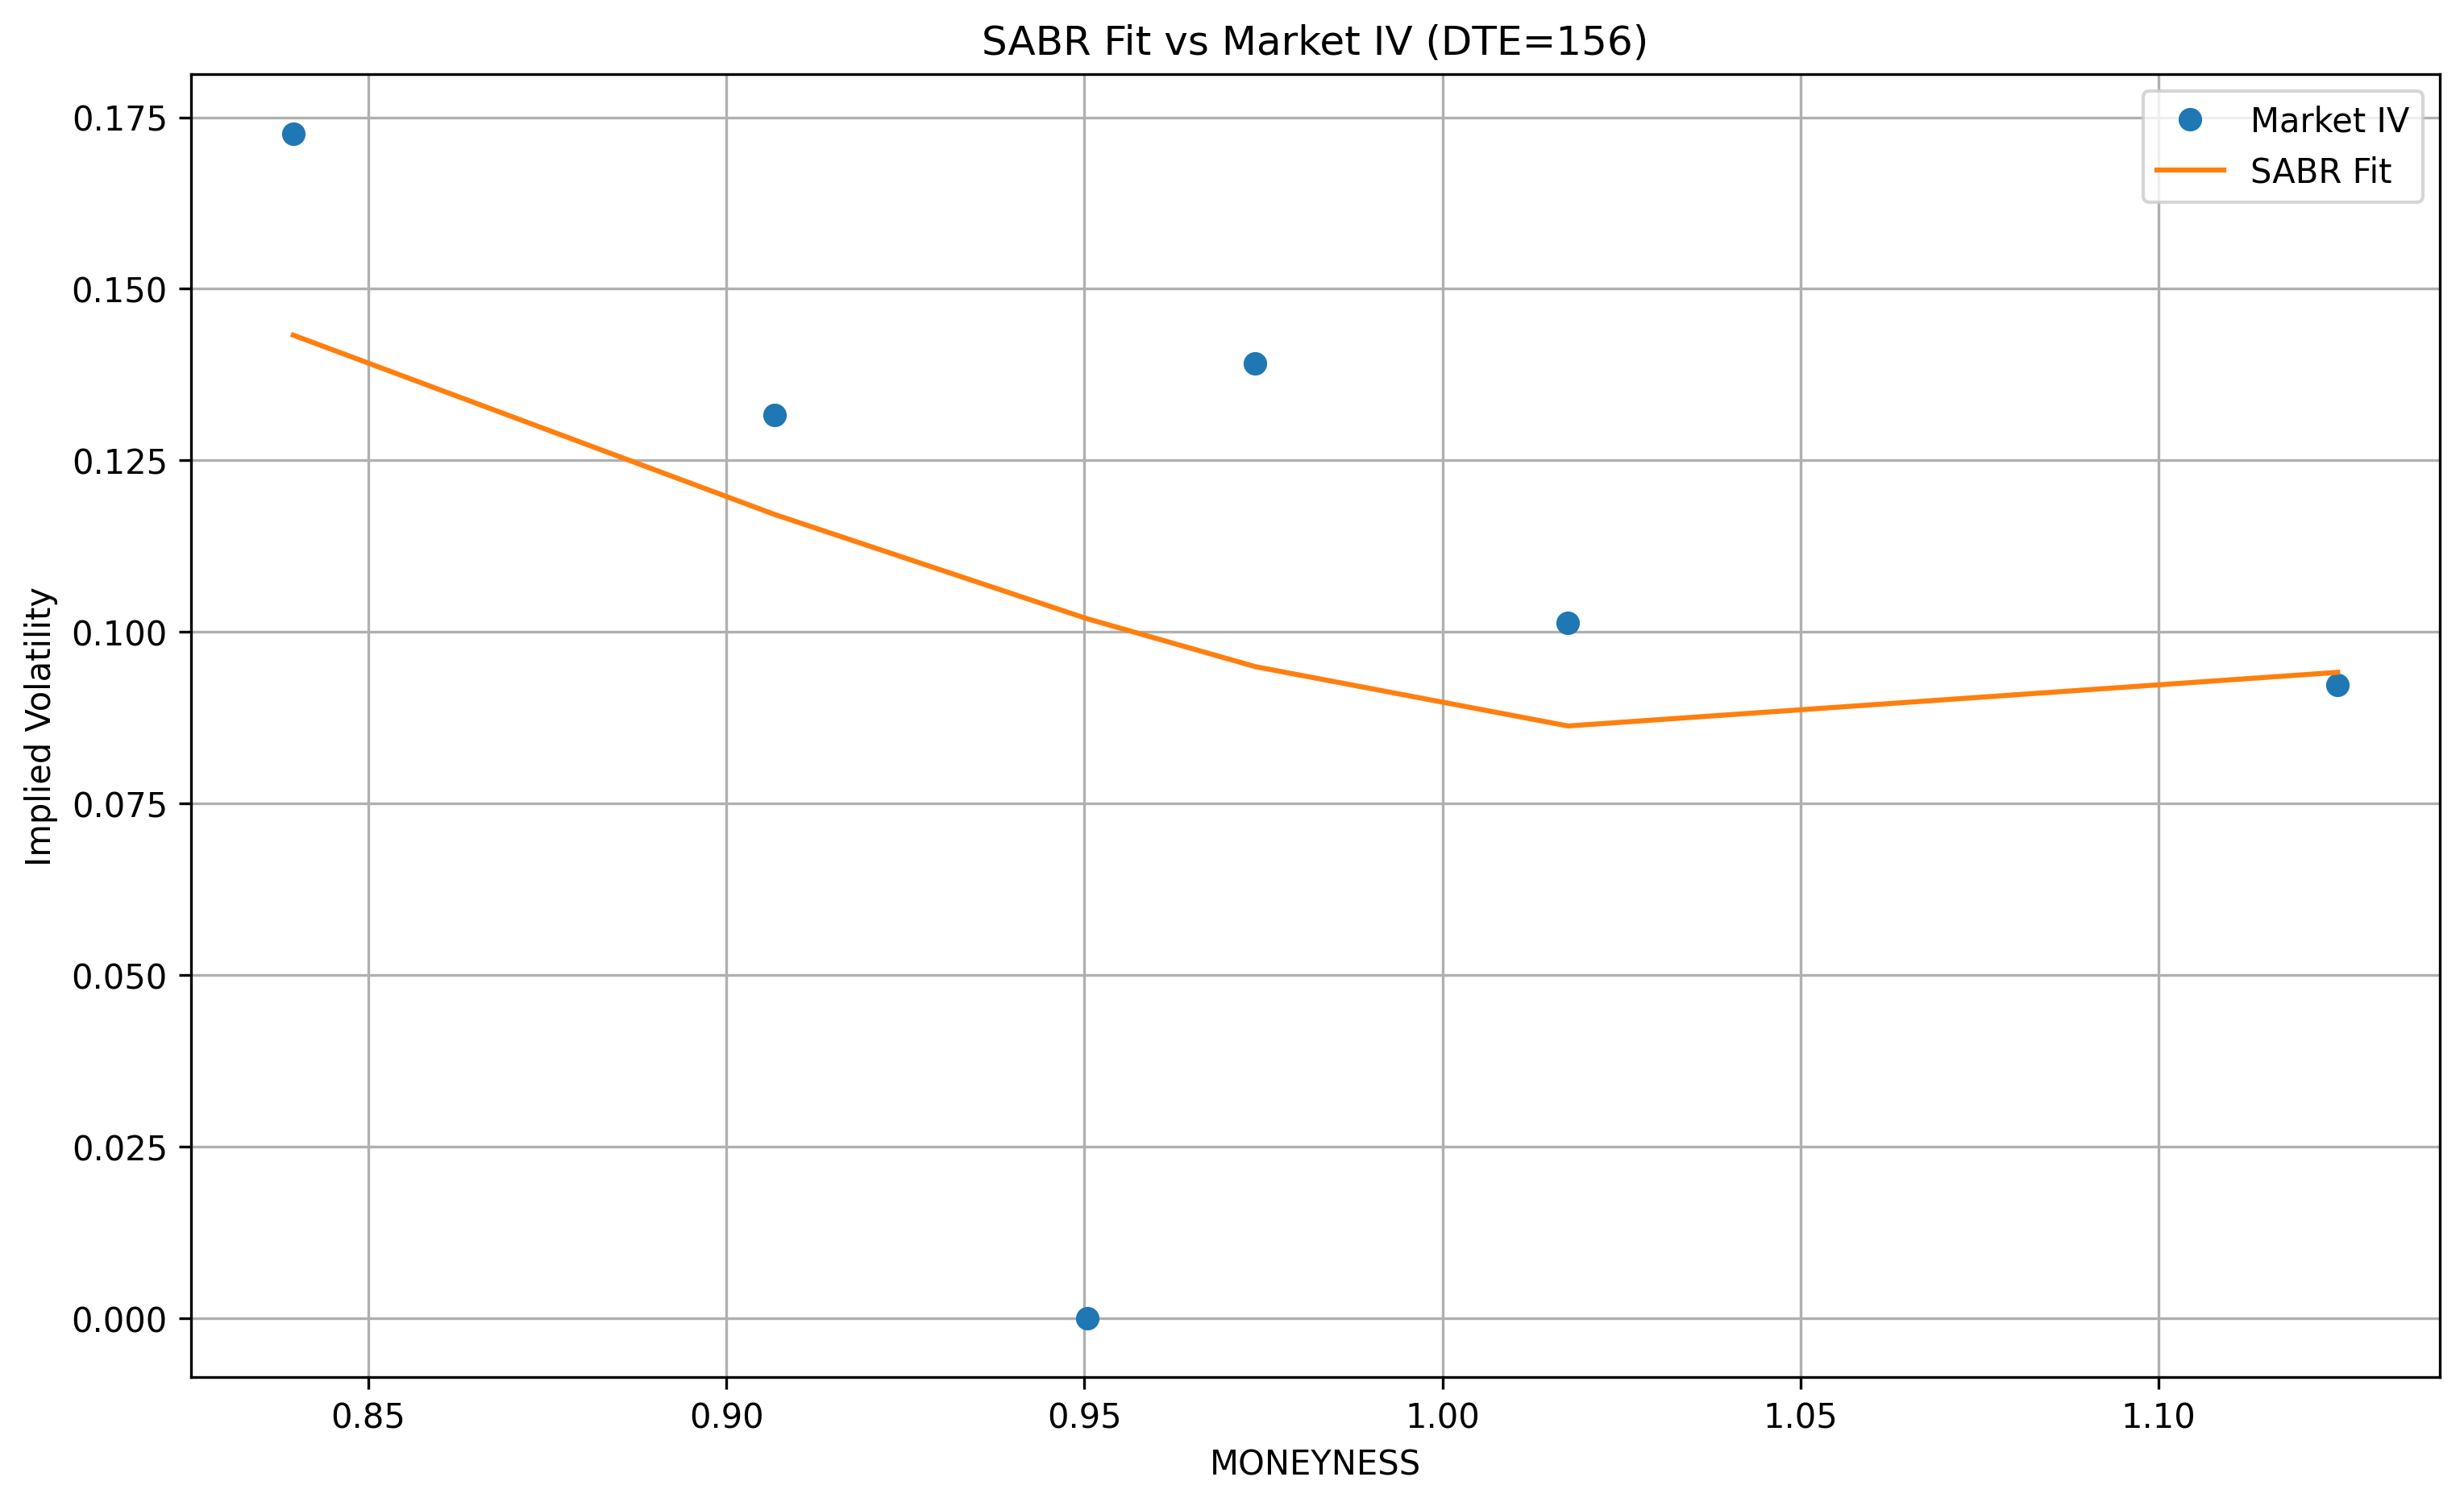 SABR Fit vs Market IV (DTE=156)
Market IV
SABR Fit
Implied Volatility
0.175
0.150
0.125
0.100
0.075
0.050
0.025
0.000
0.85 0.90 0.95 1.00 1.05 1.10
MONEYNESS